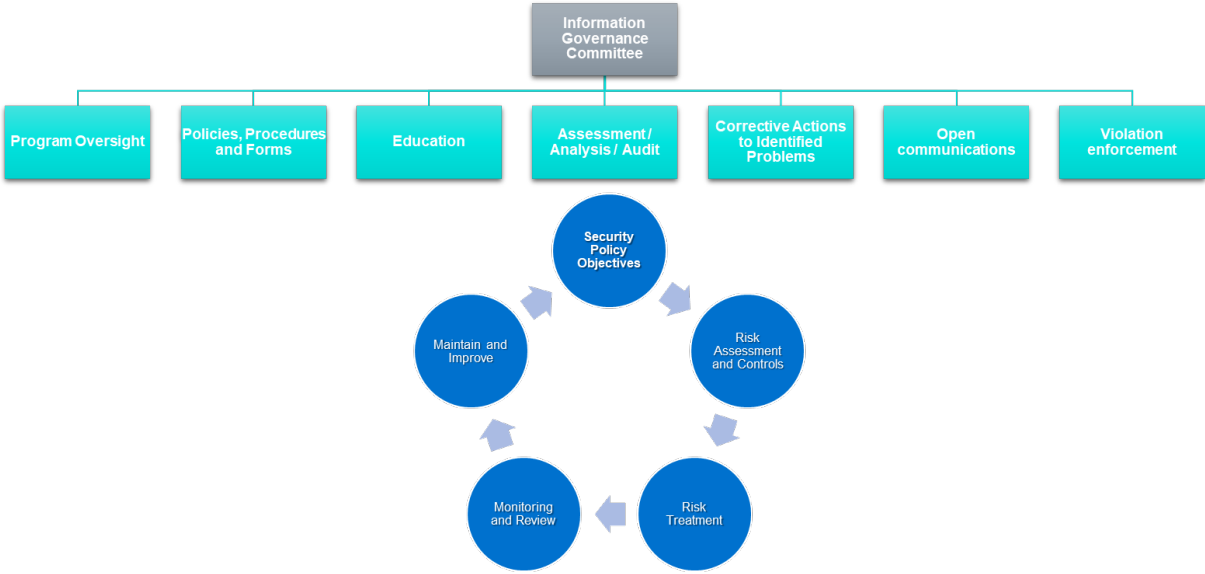 Information
Governance
Committee
Program Oversight
Policies, Procedures
and Forms
Education
Assessment /
Analysis / Audit
Corrective Actions
to Identified
Problems
Open
communications
Violation
enforcement
Security
Policy
Objectives
Risk
Assessment
and Controls
Risk
Treatment
Monitoring
and Review
Maintain and
Improve